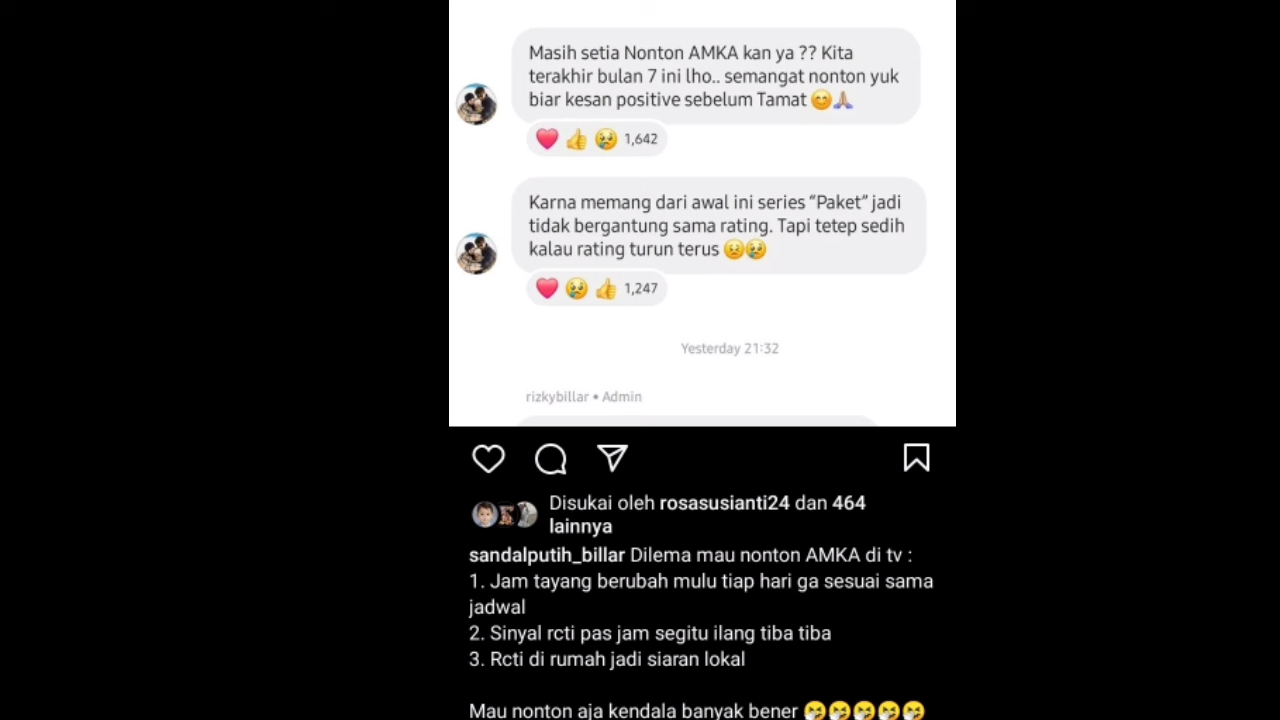 Masih setia Nonton AMKA kan ya ?? Kita
terakhir bulan 7 ini lho.. semangat nonton yuk
biar kesan positive sebelum Tamat 😊🙏🏼
❤️👍😢 1,642
Karna memang dari awal ini series “Paket” jadi
tidak bergantung sama rating. Tapi tetep sedih
kalau rating turun terus 😣😢
❤️😢👍 1,247
Yesterday 21:32
rizkybillar • Admin
Disukai oleh rosasusianti24 dan 464
lainnya
sandalputih_billar Dilema mau nonton AMKA di tv :
1. Jam tayang berubah mulu tiap hari ga sesuai sama
jadwal
2. Sinyal rcti pas jam segitu ilang tiba tiba
3. Rcti di rumah jadi siaran lokal
Mau nonton aja kendala banyak bener 🤧🤧🤧🤧🤧